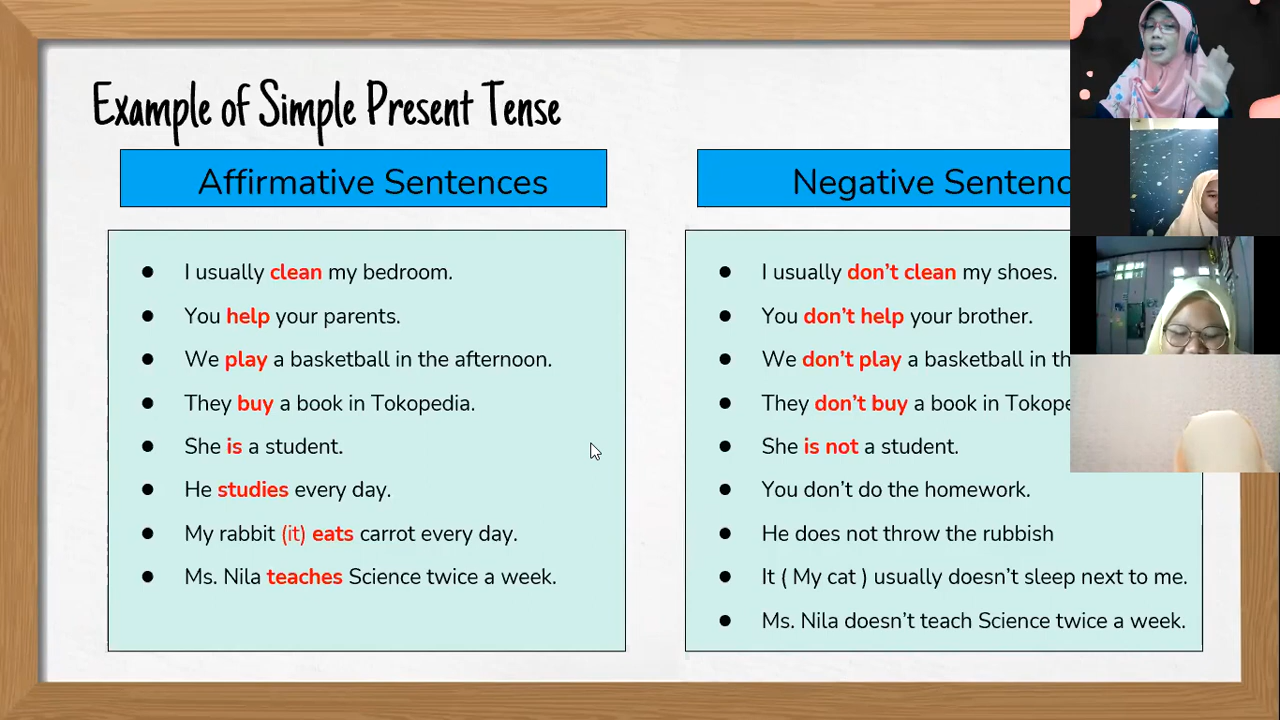 Example of Simple Present Tense
Affirmative Sentences
I usually clean my bedroom.
You help your parents.
We play a basketball in the afternoon.
They buy a book in Tokopedia.
She is a student.
He studies every day.
My rabbit (it) eats carrot every day.
Ms. Nila teaches Science twice a week.
Negative Sentenc
I usually don’t clean my shoes.
You don’t help your brother.
We don’t play a basketball in th
They don’t buy a book in Tokope
She is not a student.
You don’t do the homework.
He does not throw the rubbish
It ( My cat ) usually doesn’t sleep next to me.
Ms. Nila doesn’t teach Science twice a week.